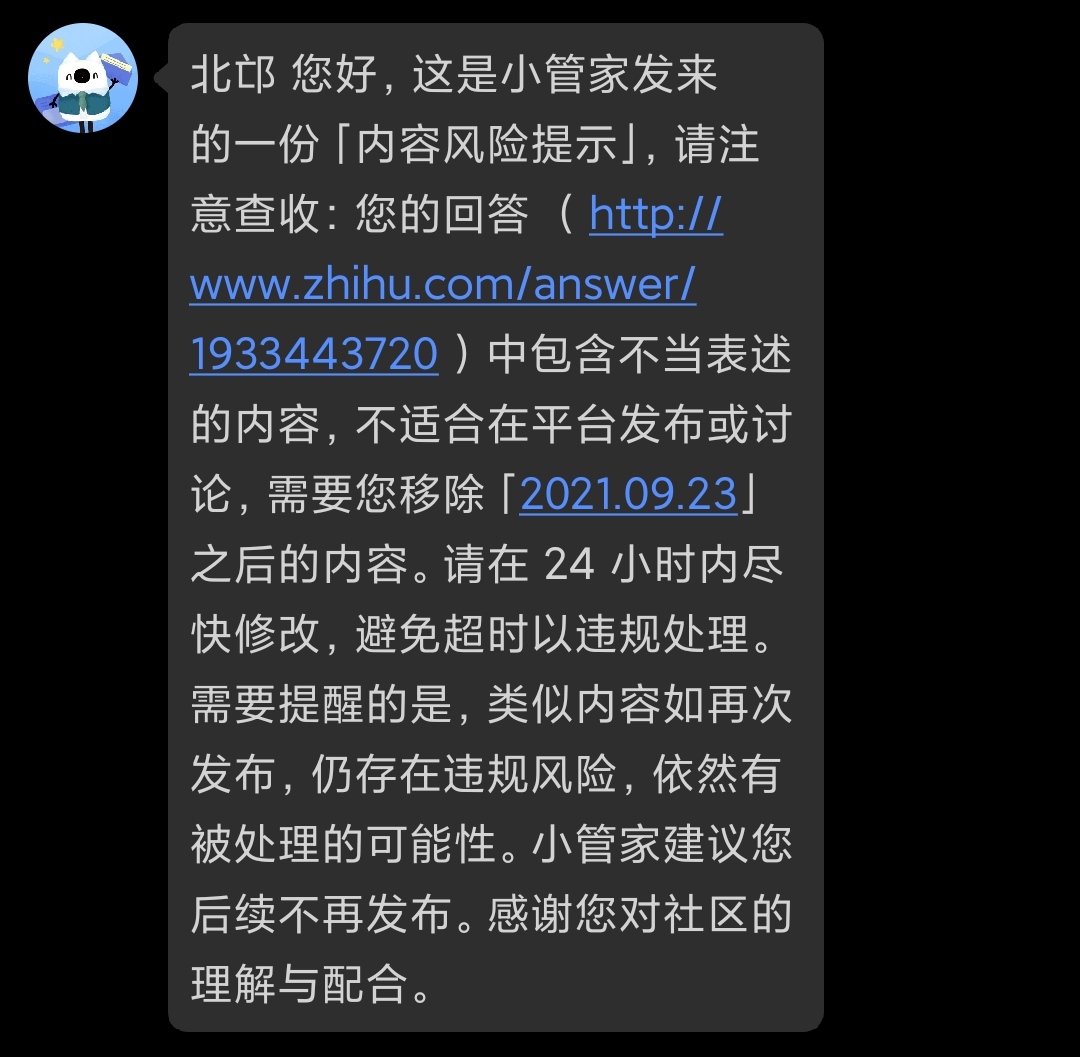 北邙 您好, 这是小管家发来
的一份「内容风险提示」, 请注
意查收: 您的回答 ( http://
www.zhihu.com/answer/
1933443720 ) 中包含不当表述
的内容, 不适合在平台发布或讨
论, 需要您移除「2021.09.23」
之后的内容。请在 24 小时内尽
快修改, 避免超时以违规处理。
需要提醒的是, 类似内容如再次
发布, 仍存在违规风险, 依然有
被处理的可能性。小管家建议您
后续不再发布。感谢您对社区的
理解与配合。